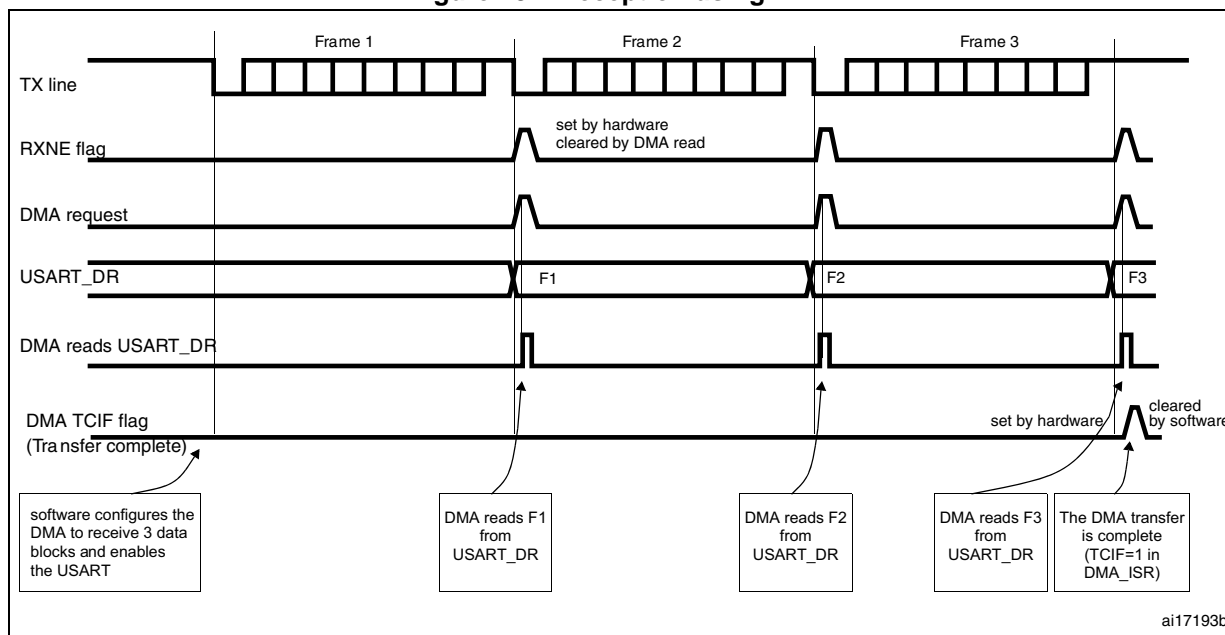 Frame 1
Frame 2
Frame 3
TX line
set by hardware
cleared by DMA read
RXNE flag
DMA request
USART_DR
F1
F2
F3
DMA reads USART_DR
DMA TCIF flag
(Transfer complete)
set by hardware
cleared
by software
software configures the
DMA to receive 3 data
blocks and enables
the USART
DMA reads F1
from
USART_DR
DMA reads F2
from
USART_DR
DMA reads F3
from
USART_DR
The DMA transfer
is complete
(TCIF=1 in
DMA_ISR)
ai17193b